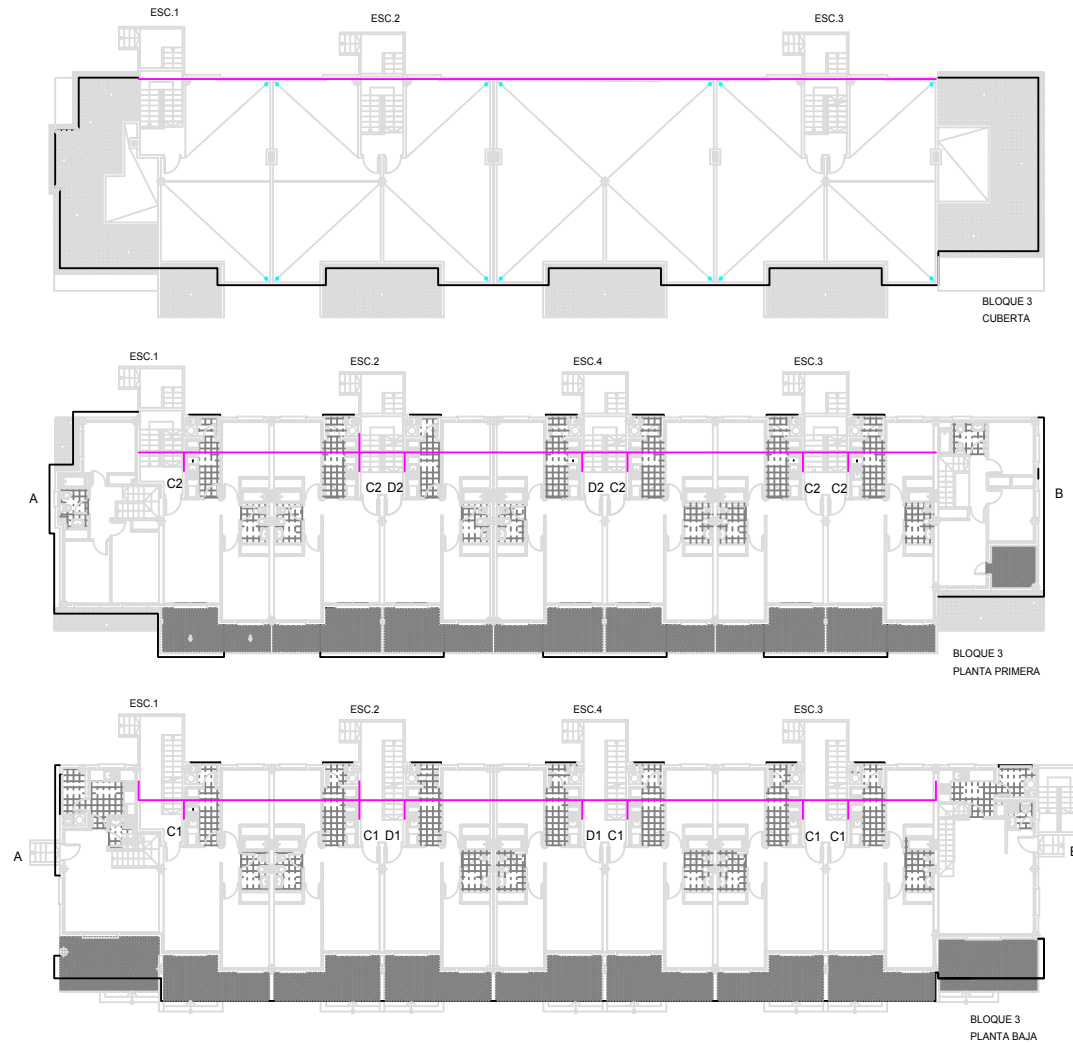 ESC.1
ESC.2
ESC.3
BLOQUE 3
CUBERTA
ESC.1
ESC.2
ESC.4
ESC.3
A
C2
C2 D2
D2 C2
C2 C2
B
BLOQUE 3
PLANTA PRIMERA
ESC.1
ESC.2
ESC.4
ESC.3
A
C1
C1 D1
D1 C1
C1 C1
BLOQUE 3
PLANTA BAJA